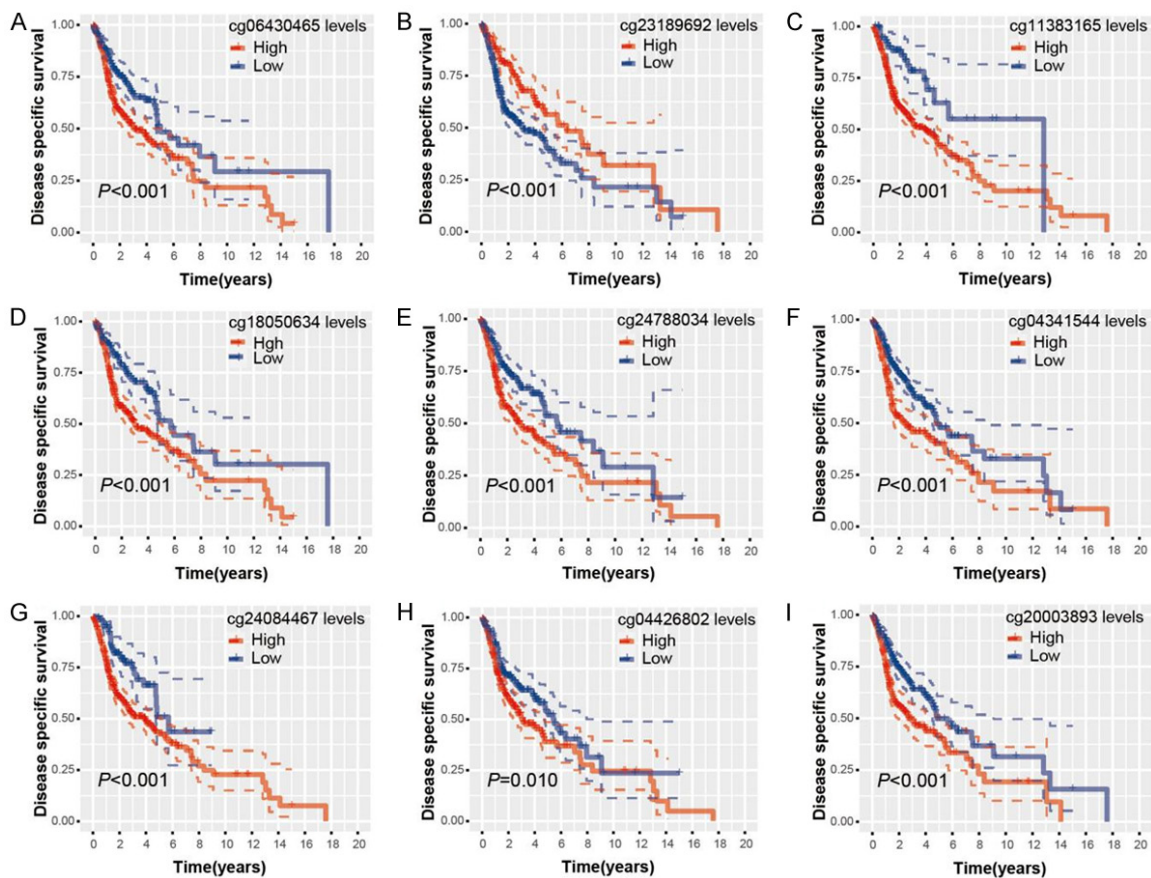 A
cg06430465 levels
High
Low
1.00
0.75
0.50
0.25
0.00
Disease specific survival
P<0.001
0 2 4 6 8 10 12 14 16 18 20
Time(years)
B
cg23189692 levels
High
Low
1.00
0.75
0.50
0.25
0.00
Disease specific survival
P<0.001
0 2 4 6 8 10 12 14 16 18 20
Time(years)
C
cg11383165 levels
High
Low
1.00
0.75
0.50
0.25
0.00
Disease specific survival
P<0.001
0 2 4 6 8 10 12 14 16 18 20
Time(years)
D
cg18050634 levels
Hgh
Low
1.00
0.75
0.50
0.25
0.00
Disease specific survival
P<0.001
0 2 4 6 8 10 12 14 16 18 20
Time(years)
E
cg24788034 levels
High
Low
1.00
0.75
0.50
0.25
0.00
Disease specific survival
P<0.001
0 2 4 6 8 10 12 14 16 18 20
Time(years)
F
cg04341544 levels
High
Low
1.00
0.75
0.50
0.25
0.00
Disease specific survival
P<0.001
0 2 4 6 8 10 12 14 16 18 20
Time(years)
G
cg24084467 levels
High
Low
1.00
0.75
0.50
0.25
0.00
Disease specific survival
P<0.001
0 2 4 6 8 10 12 14 16 18 20
Time(years)
H
cg04426802 levels
High
Low
1.00
0.75
0.50
0.25
0.00
Disease specific survival
P=0.010
0 2 4 6 8 10 12 14 16 18 20
Time(years)
I
cg20003893 levels
High
Low
1.00
0.75
0.50
0.25
0.00
Disease specific survival
P<0.001
0 2 4 6 8 10 12 14 16 18 20
Time(years)